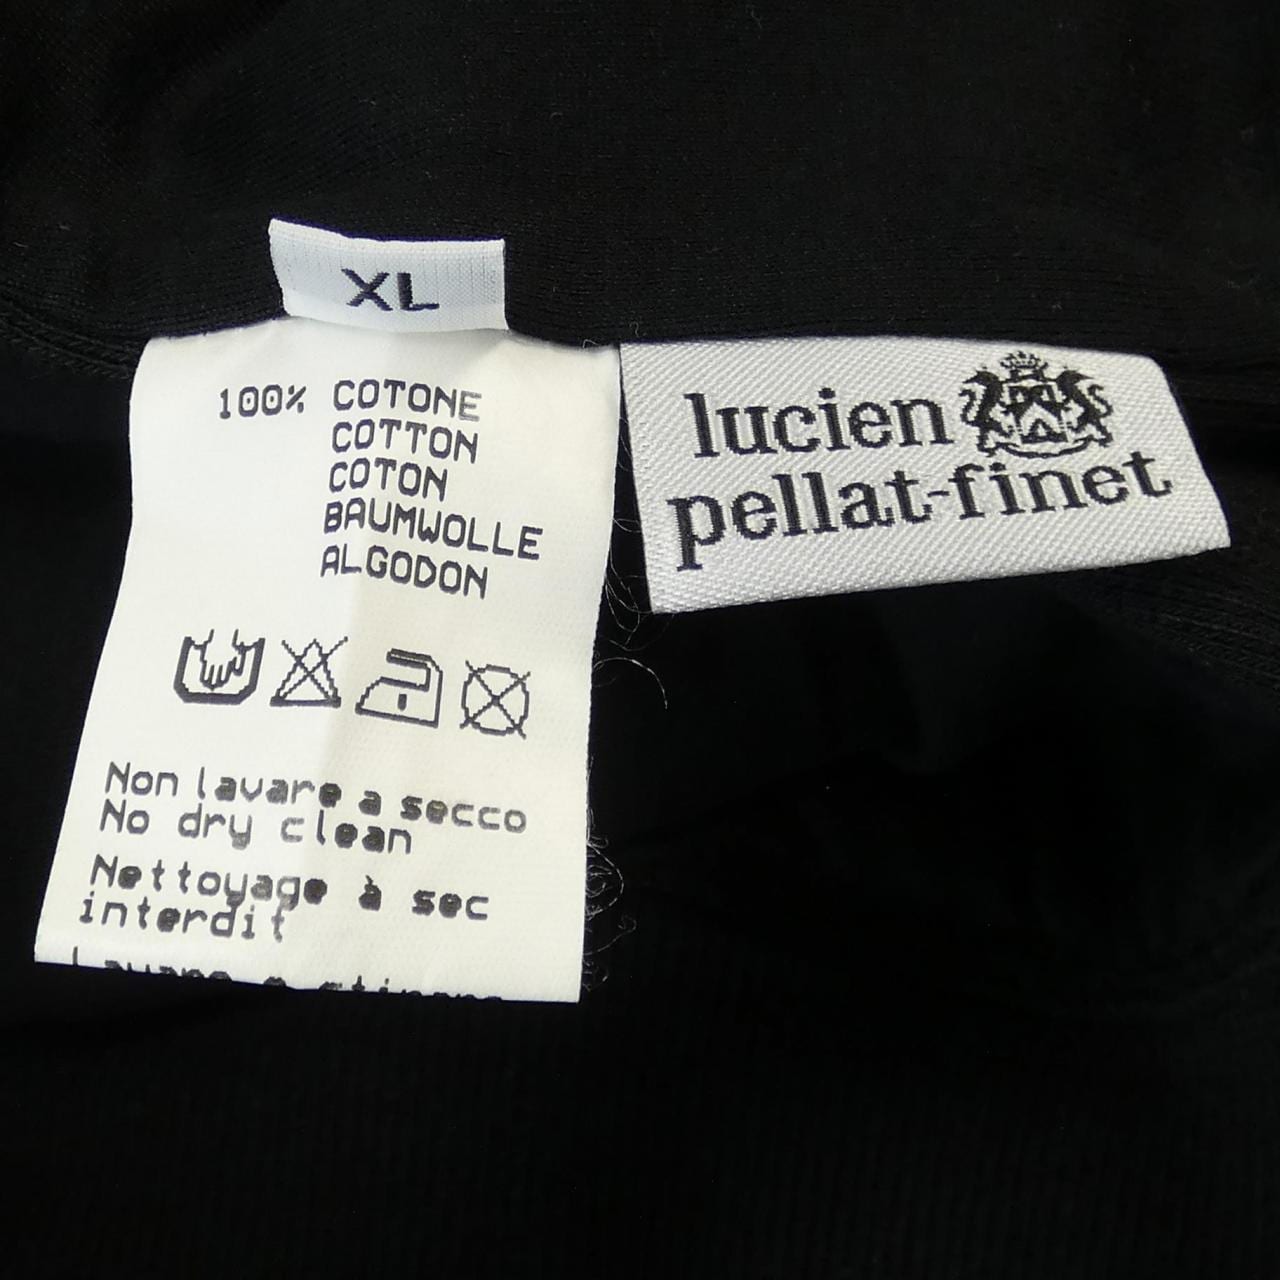 XL
100% COTONE
COTTON
COTON
BAUMWOLLE
ALGODON
Non lavare a secco
No dry clean
Nettoyage à sec
interdit
lucien
pellat-finet